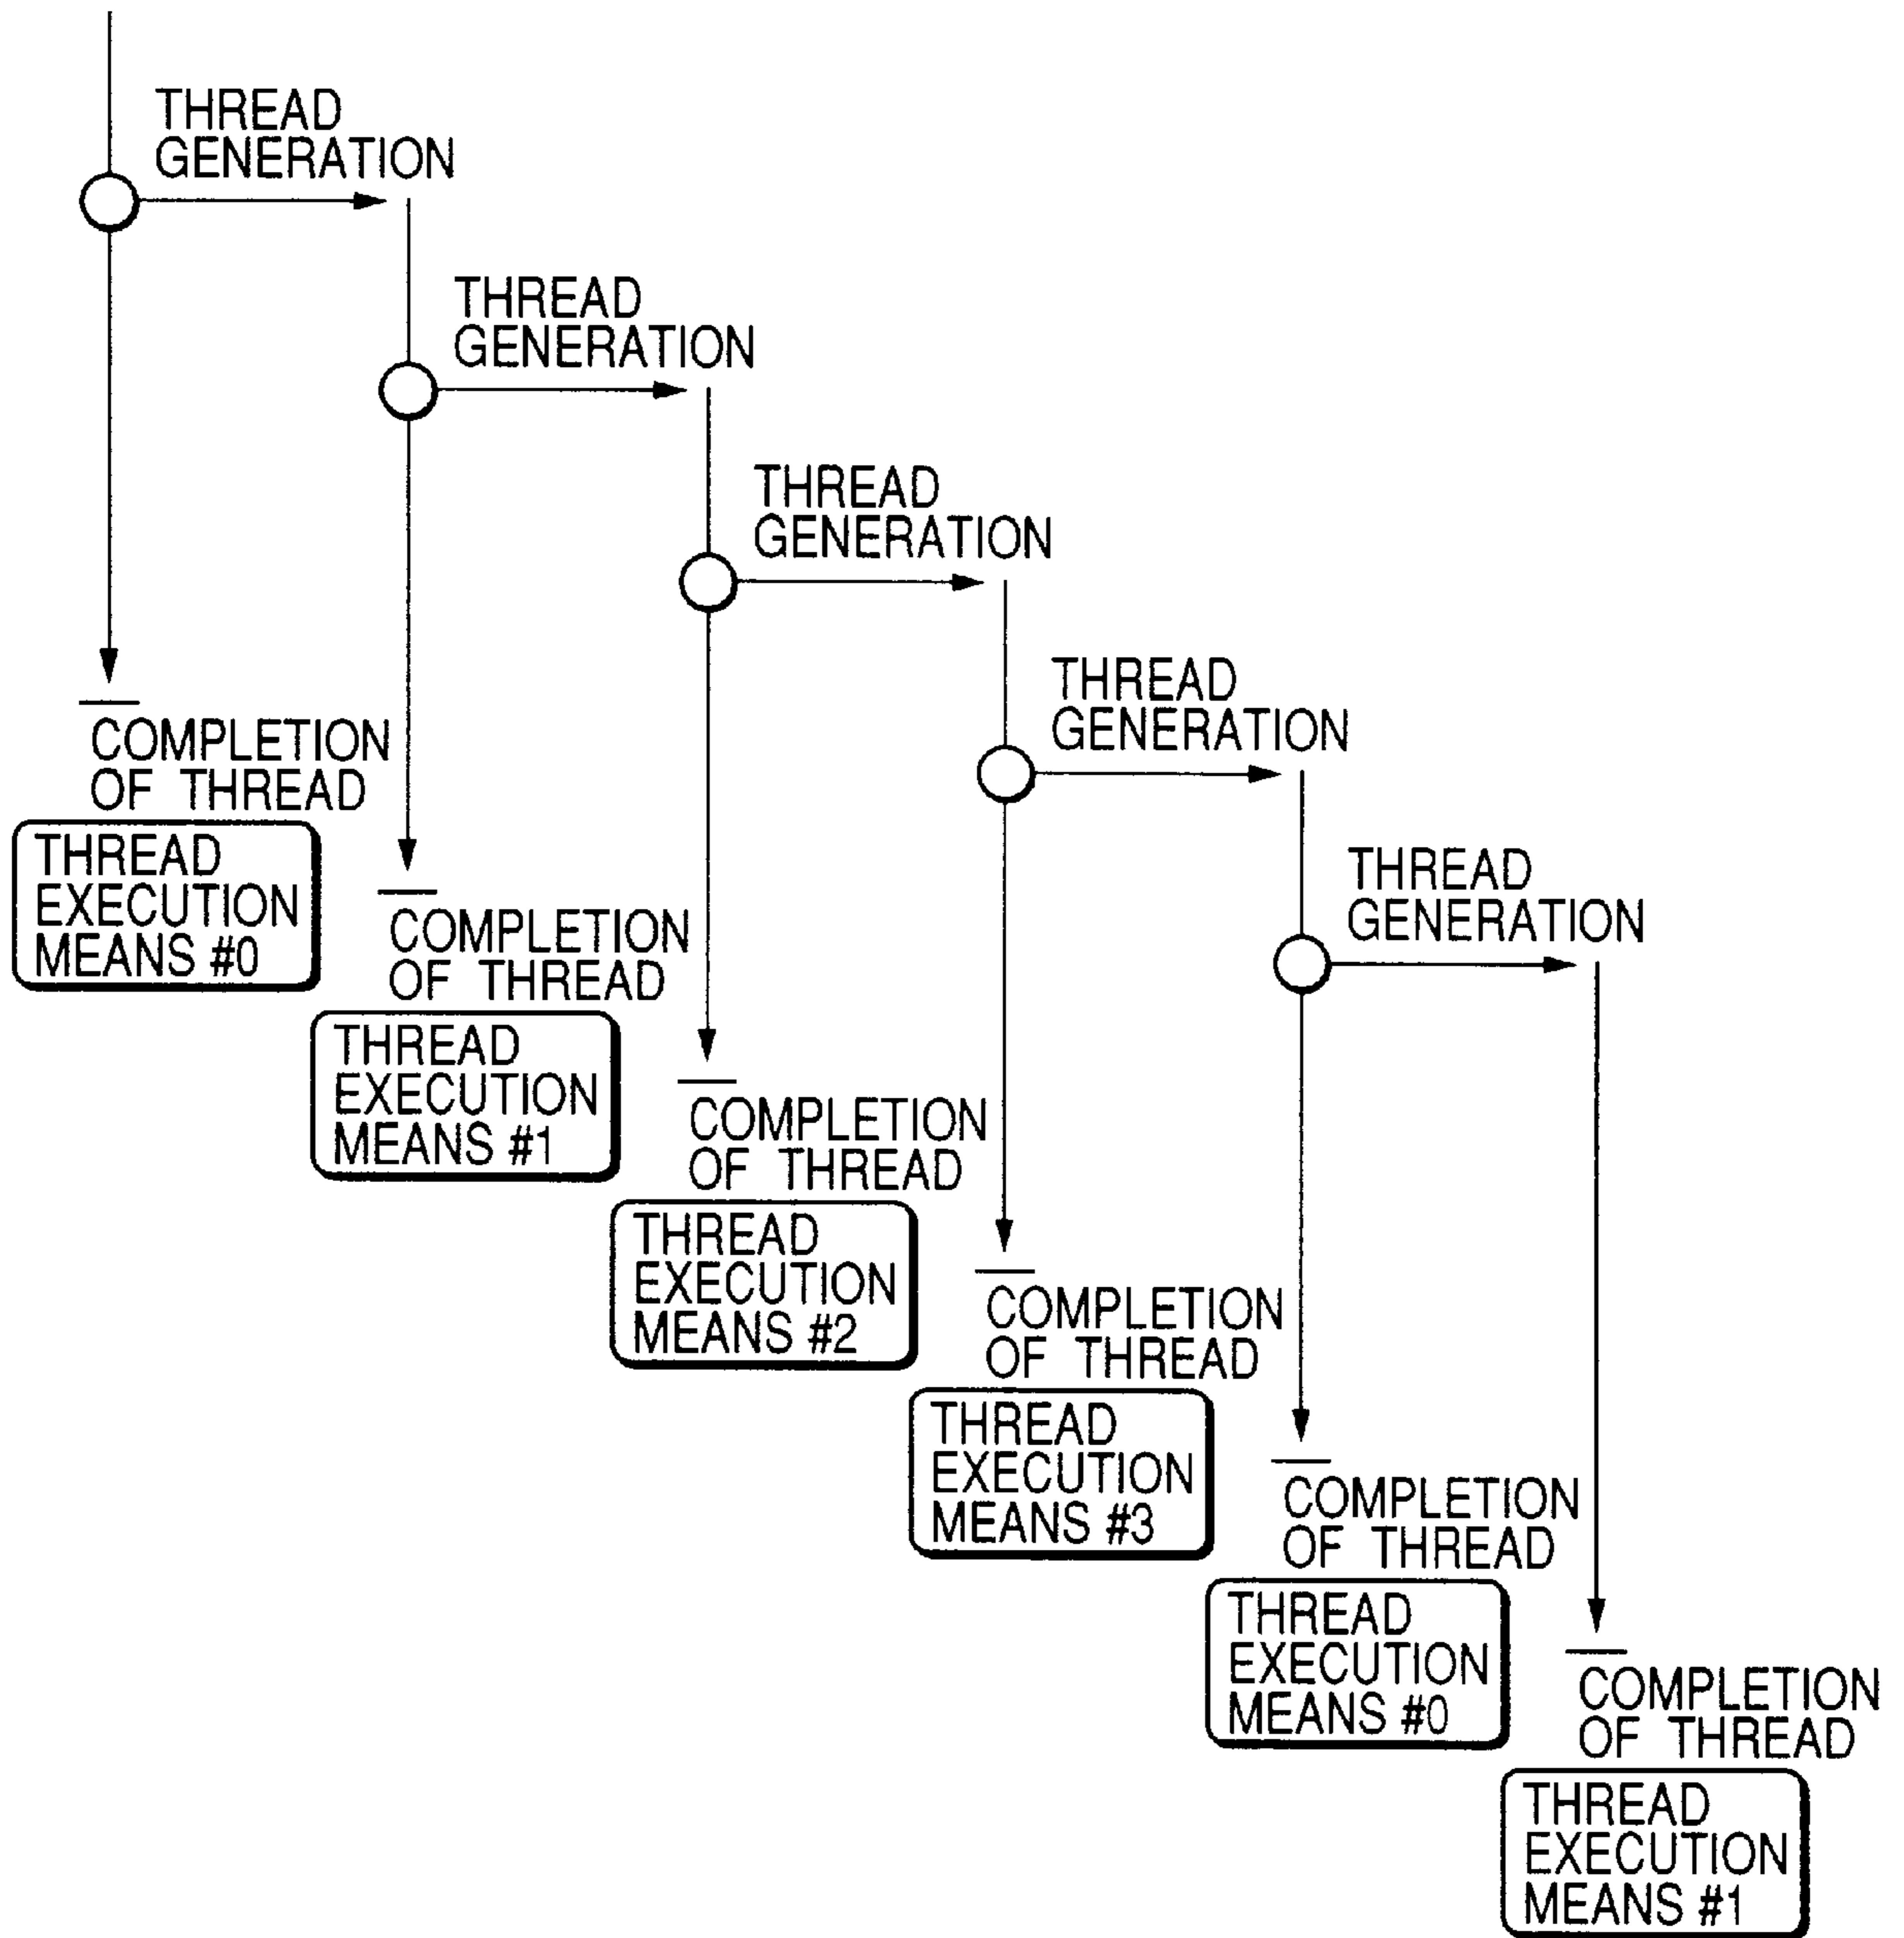 THREAD
GENERATION
THREAD
GENERATION
THREAD
GENERATION
THREAD
GENERATION
THREAD
GENERATION
COMPLETION
OF THREAD
THREAD
EXECUTION
MEANS #0
COMPLETION
OF THREAD
THREAD
EXECUTION
MEANS #1
COMPLETION
OF THREAD
THREAD
EXECUTION
MEANS #2
COMPLETION
OF THREAD
THREAD
EXECUTION
MEANS #3
COMPLETION
OF THREAD
THREAD
EXECUTION
MEANS #0
COMPLETION
OF THREAD
THREAD
EXECUTION
MEANS #1